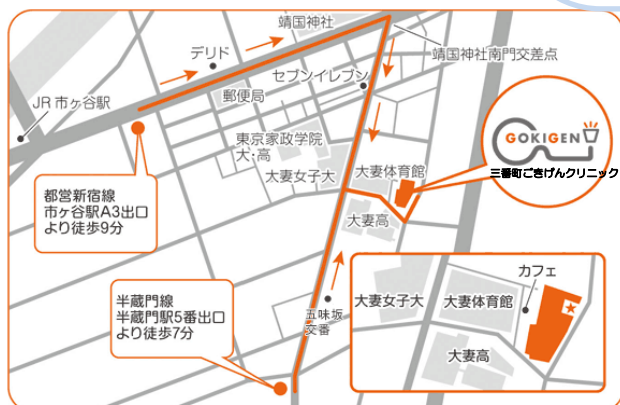 靖国神社
デリド
靖国神社南門交差点
セブンイレブン
JR 市ヶ谷駅
郵便局
東京家政学院
大・高
大妻女子大
大妻体育館
大妻高
GOKIGEN
三番町ごきげんクリニック
都営新宿線
市ヶ谷駅A3出口
より徒歩9分
半蔵門線
半蔵門駅5番出口
より徒歩7分
五味坂
交番
カフェ
大妻女子大
大妻体育館
大妻高